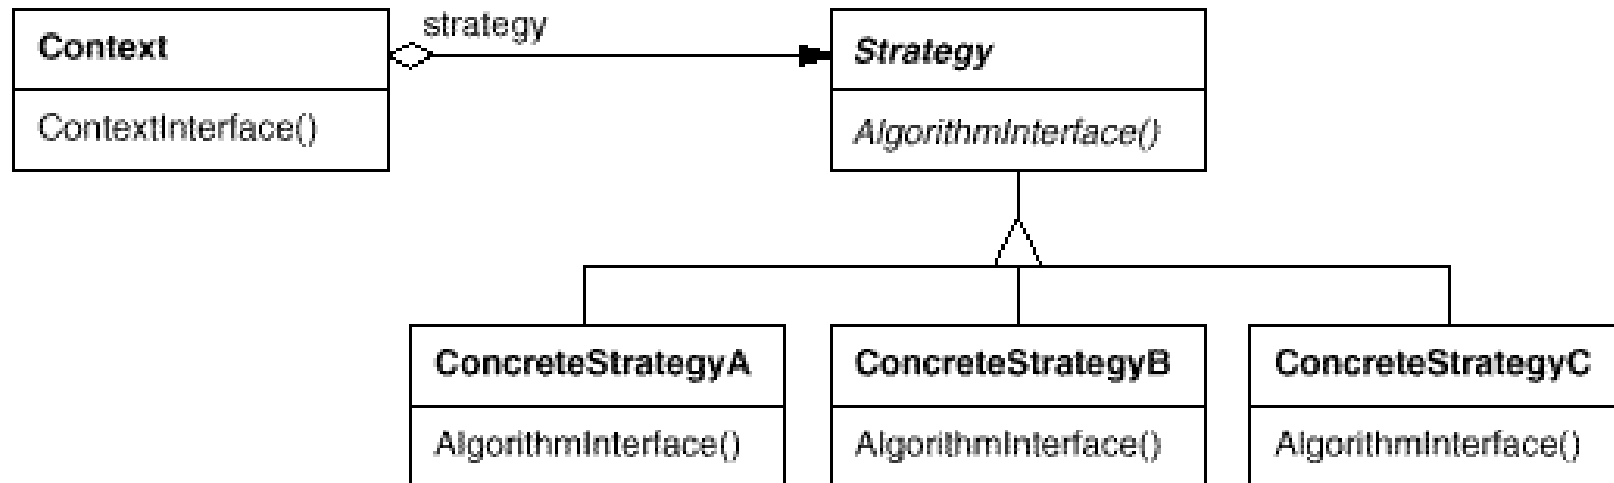 strategy
Context
Strategy
ContextInterface()
AlgorithmInterface()
ConcreteStrategyA
ConcreteStrategyB
ConcreteStrategyC
AlgorithmInterface()
AlgorithmInterface()
AlgorithmInterface()